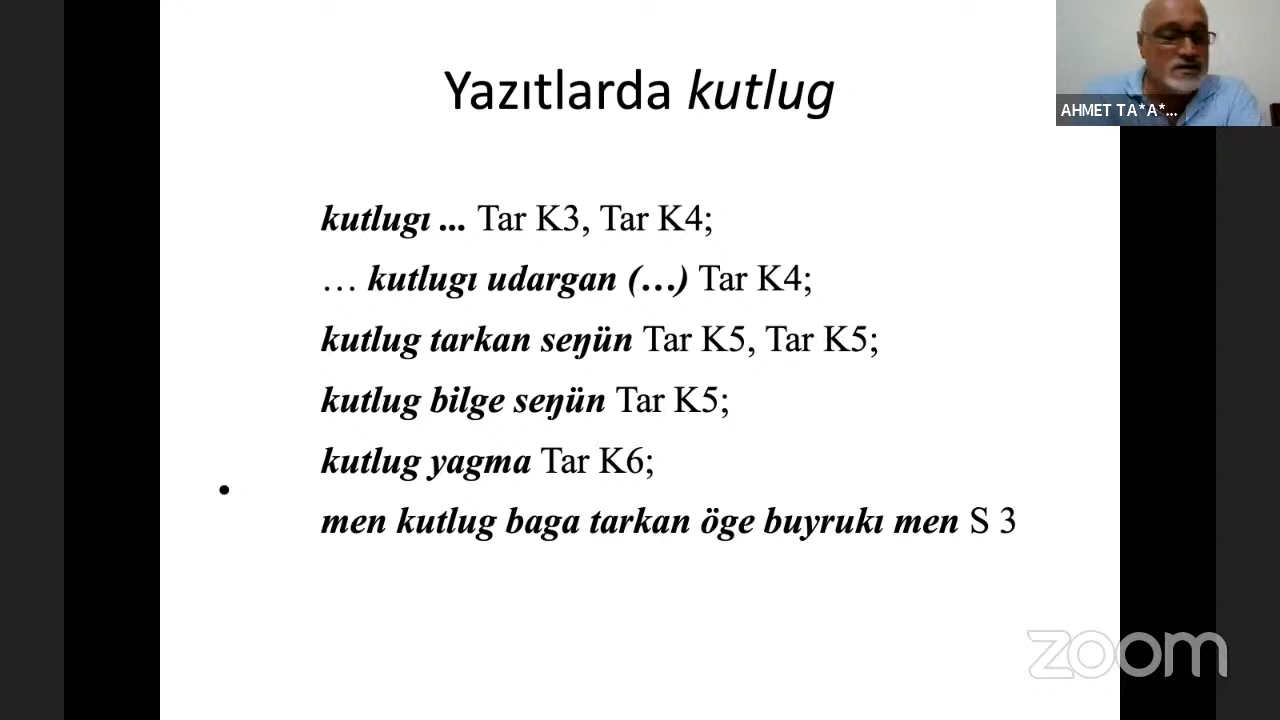 Yazıtlarda kutlug
AHMET TA*A*...
kutlugı ... Tar K3, Tar K4;
… kutlugı udargan (…) Tar K4;
kutlug tarkan seŋün Tar K5, Tar K5;
kutlug bilge seŋün Tar K5;
kutlug yagma Tar K6;
• men kutlug baga tarkan öge buyrukı men S 3
zoom